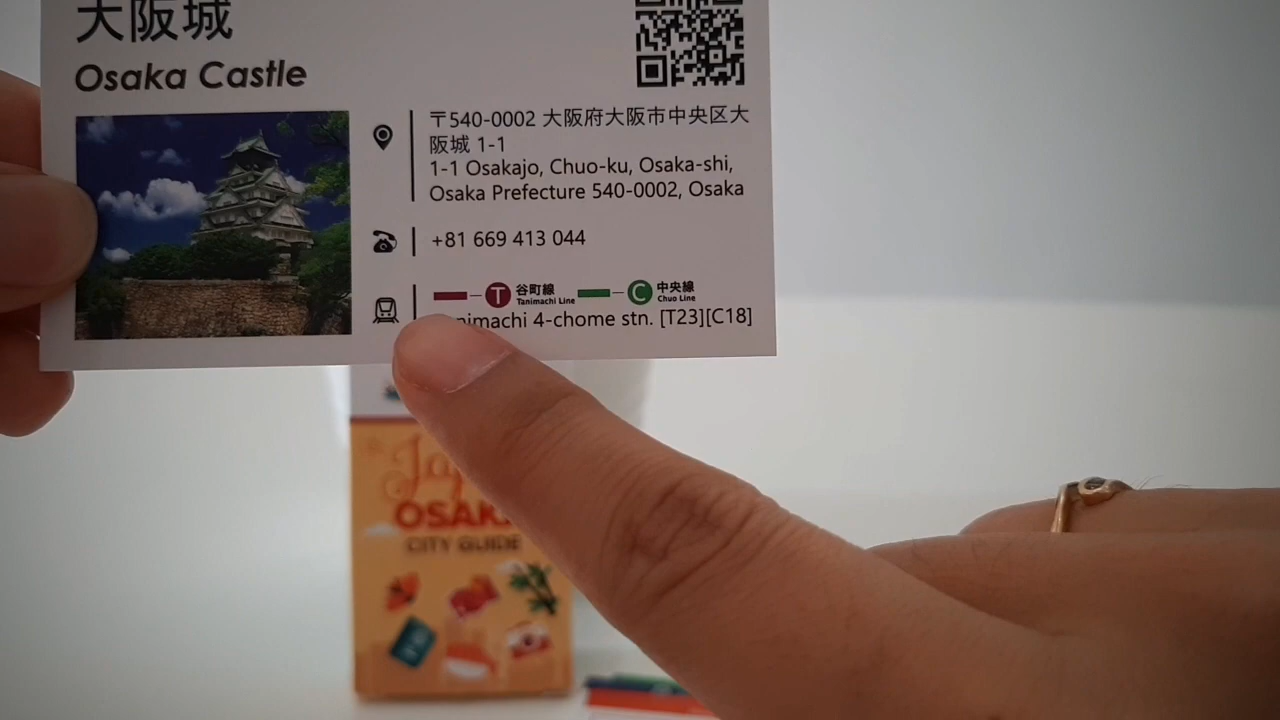 大阪城
Osaka Castle
〒540-0002 大阪府大阪市中央区大
阪城 1-1
1-1 Osakajo, Chuo-ku, Osaka-shi,
Osaka Prefecture 540-0002, Osaka
+81 669 413 044
T 谷町線 C 中央線
Tanimachi Line Chuo Line
4-chome stn. [T23][C18]
OSAKA
CITY GUIDE